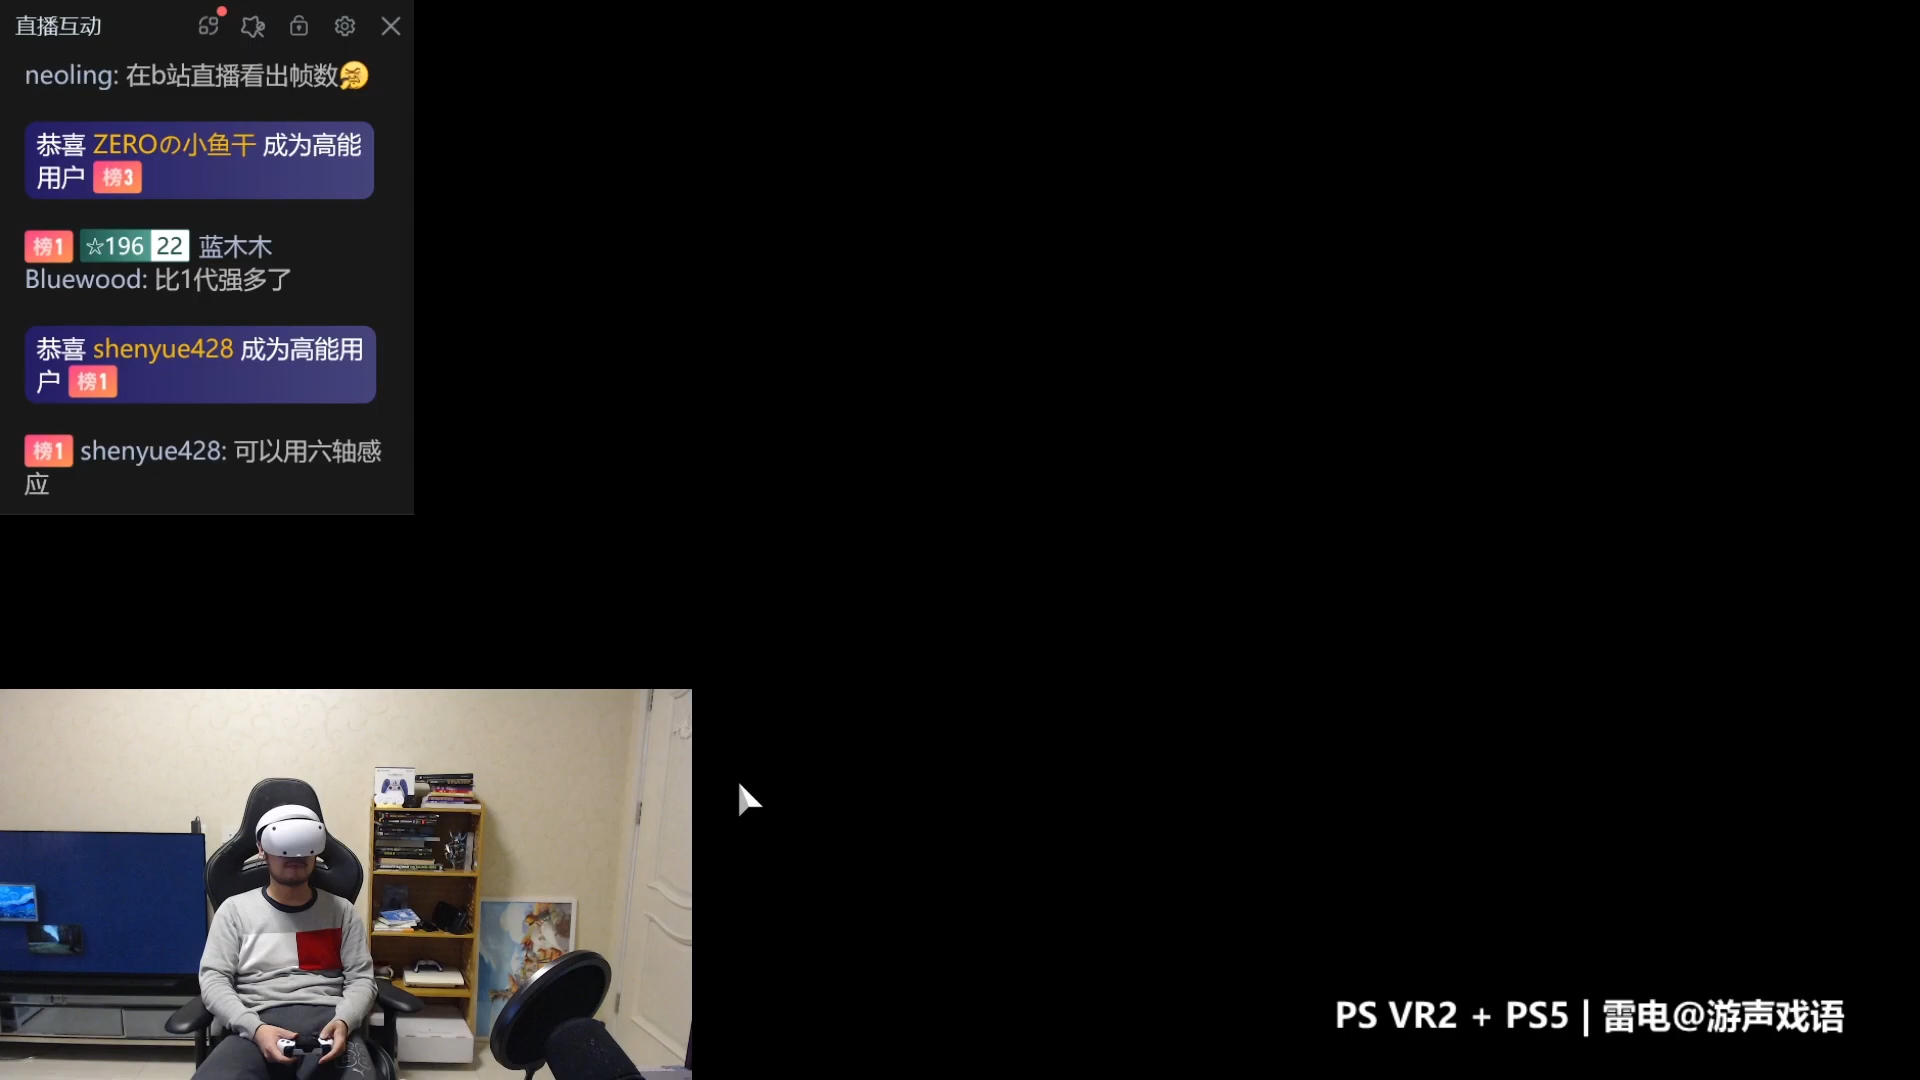 直播互动
neoling: 在b站直播看出帧数
恭喜 ZEROの小鱼干 成为高能
用户 榜3
榜1 ☆196 22 蓝木木
Bluewood: 比1代强多了
恭喜 shenyue428 成为高能用
户 榜1
榜1 shenyue428: 可以用六轴感
应
PS VR2 + PS5 | 雷电@游声戏语